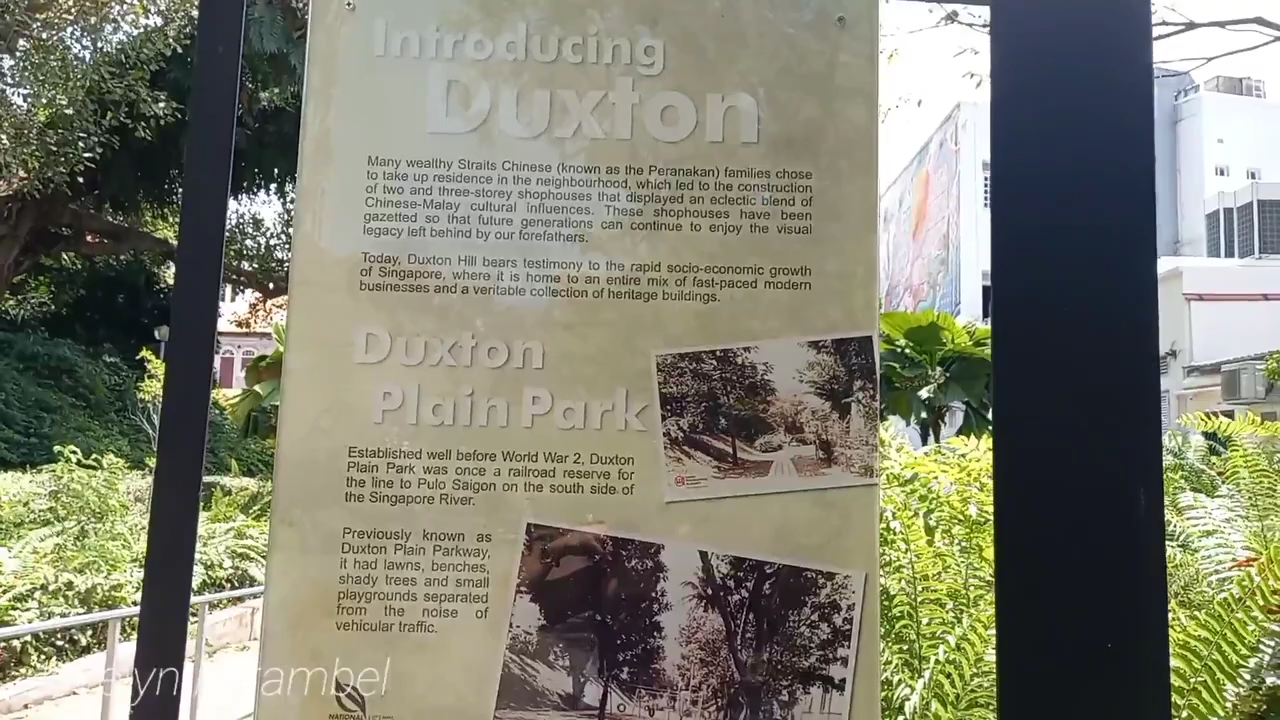 Introducing
Duxton
Many wealthy Straits Chinese (known as the Peranakan) families chose
to take up residence in the neighbourhood, which led to the construction
of two and three-storey shophouses that displayed an eclectic blend of
Chinese-Malay cultural influences. These shophouses have been
gazetted so that future generations can continue to enjoy the visual
legacy left behind by our forefathers.
Today, Duxton Hill bears testimony to the rapid socio-economic growth
of Singapore, where it is home to an entire mix of fast-paced modern
businesses and a veritable collection of heritage buildings.
Duxton
Plain Park
Established well before World War 2, Duxton
Plain Park was once a railroad reserve for
the line to Pulo Saigon on the south side of
the Singapore River.
Previously known as
Duxton Plain Parkway,
it had lawns, benches,
shady trees and small
playgrounds separated
from the noise of
vehicular traffic.
NATIONAL